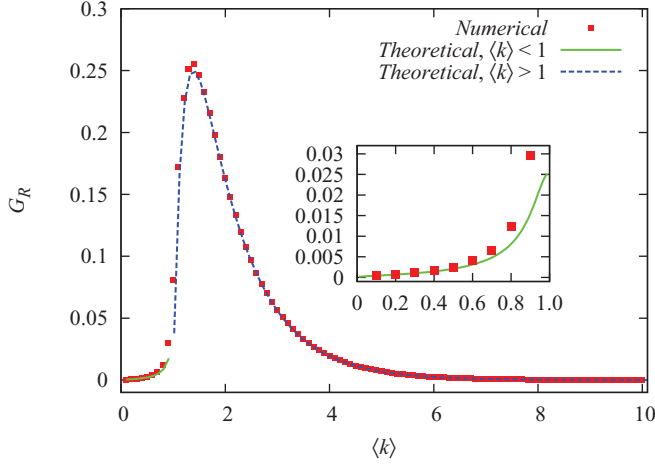 Numerical
Theoretical, ⟨k⟩ < 1
Theoretical, ⟨k⟩ > 1
0.25
0.2
0.15
0.1
0.05
0
G_R
0 2 4 6 8 10
⟨k⟩
0.03
0.025
0.02
0.015
0.01
0.005
0
0 0.2 0.4 0.6 0.8 1.0